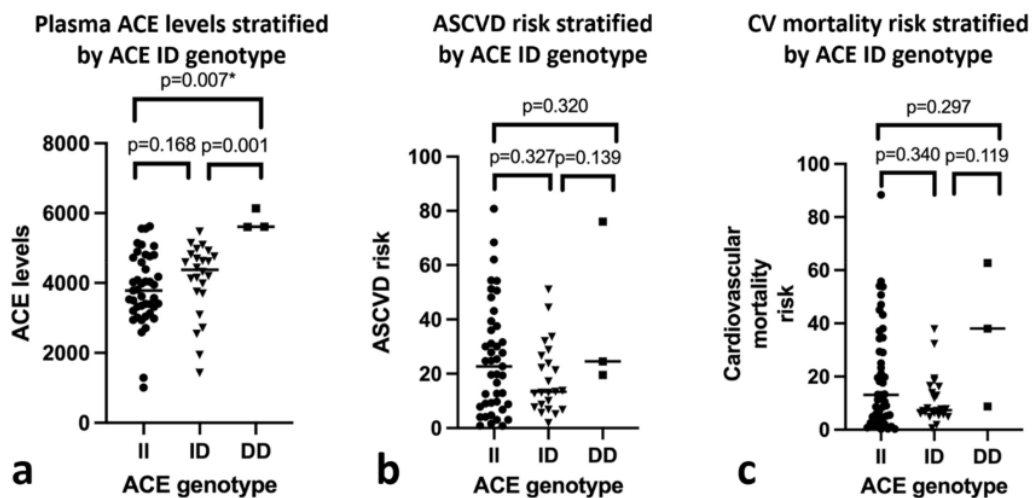 Plasma ACE levels stratified
by ACE ID genotype
p=0.007*
p=0.168
p=0.001
8000
6000
4000
2000
0
ACE levels
II
ID
DD
ACE genotype
a
ASCVD risk stratified
by ACE ID genotype
p=0.320
p=0.327
p=0.139
100
80
60
40
20
0
ASCVD risk
II
ID
DD
ACE genotype
b
CV mortality risk stratified
by ACE ID genotype
p=0.297
p=0.340
p=0.119
100
80
60
40
20
0
Cardiovascular
mortality
risk
II
ID
DD
ACE genotype
c